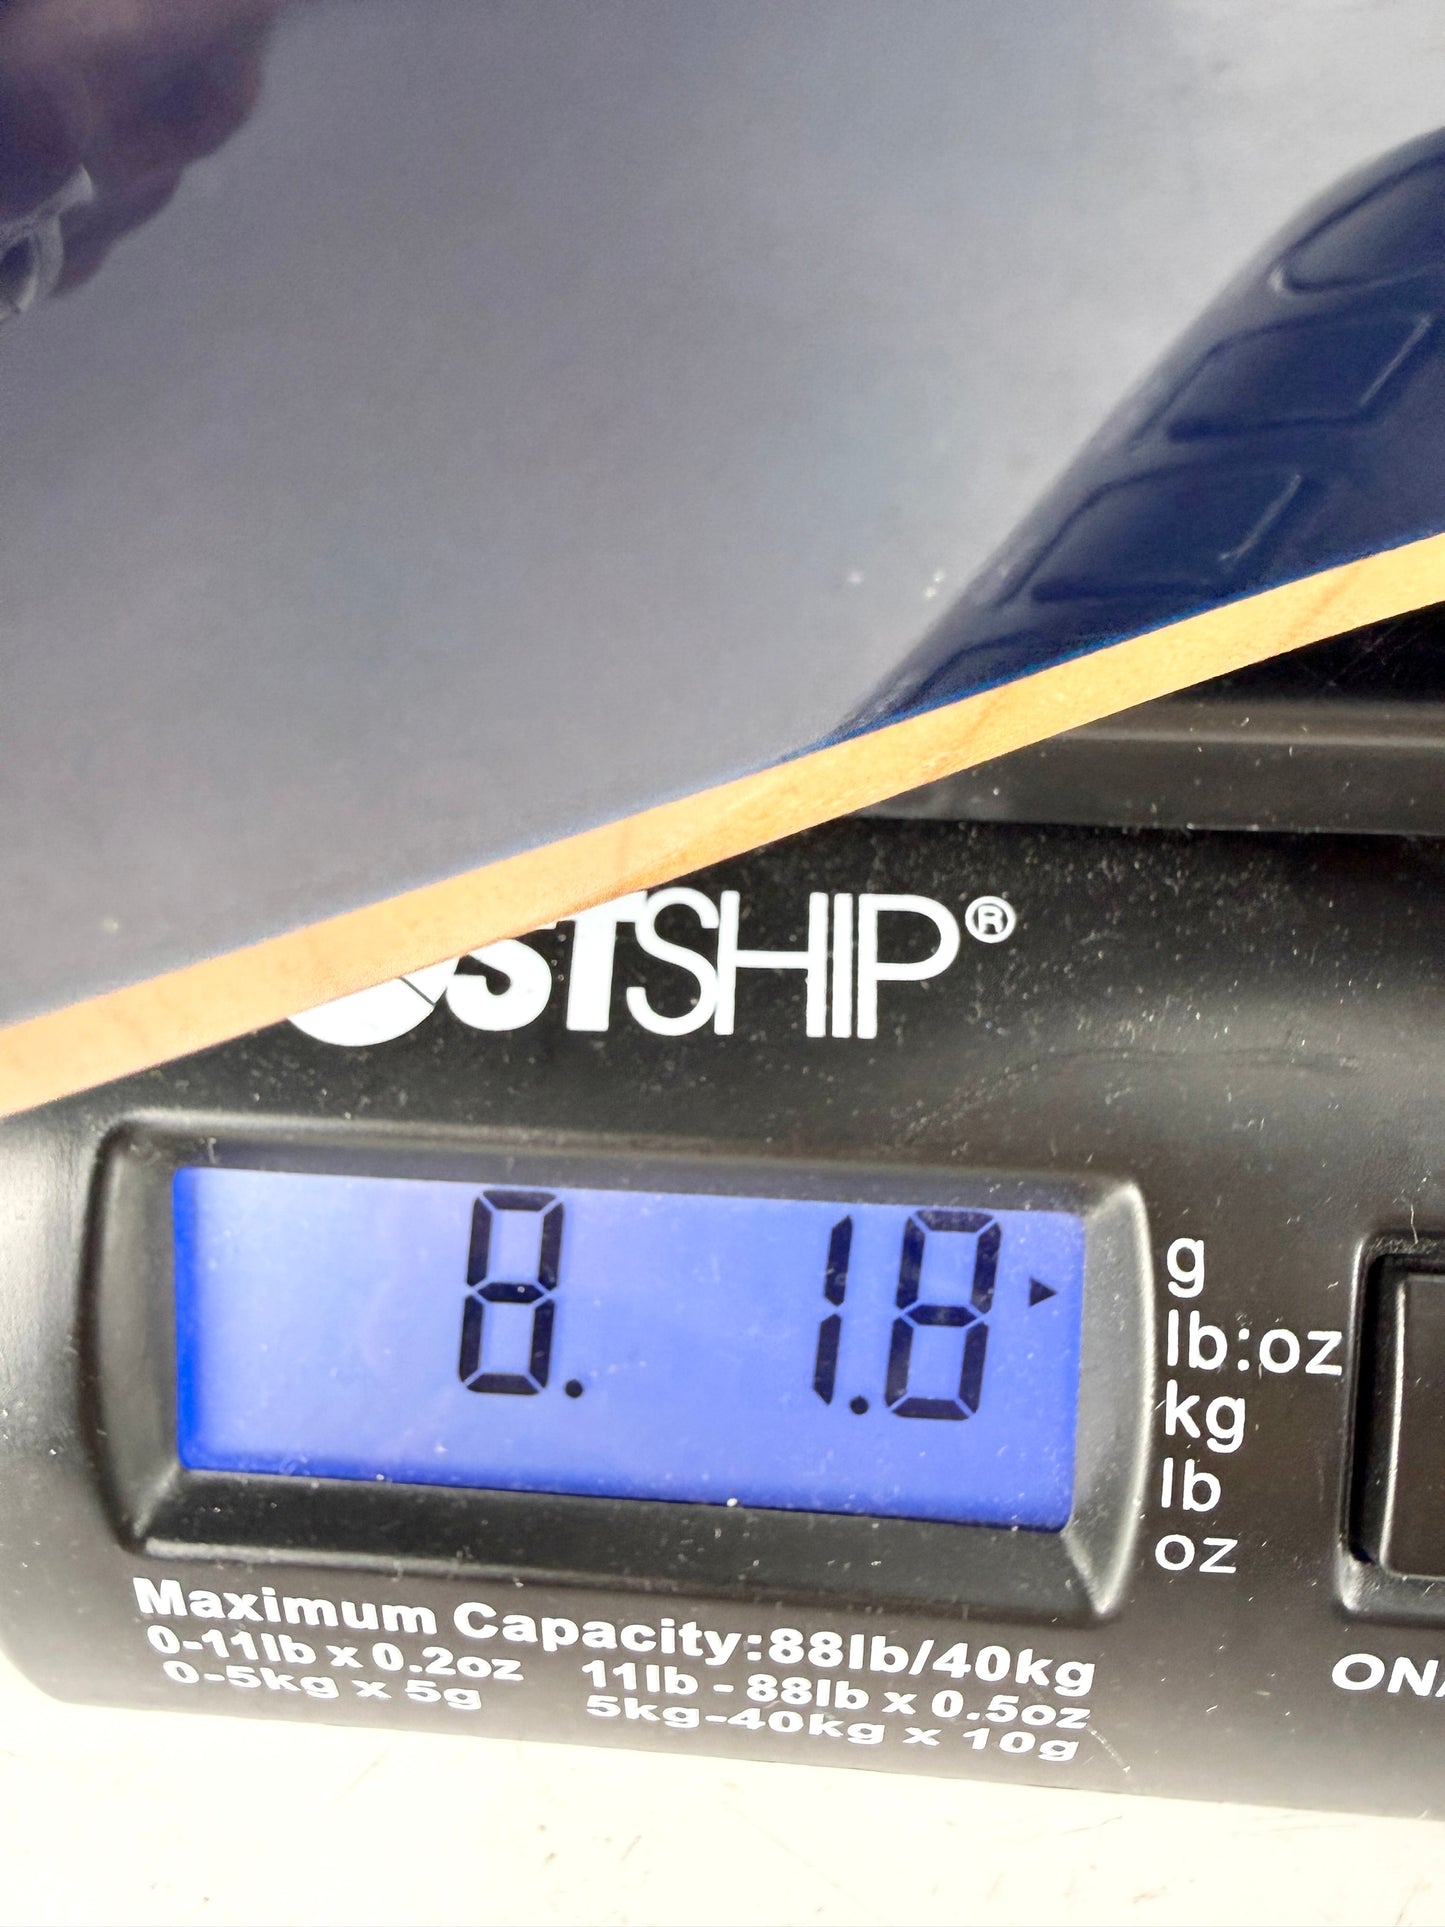 STSHIP®
8. 1.8
g
lb:oz
kg
lb
oz
Maximum Capacity:88lb/40kg
0-11lb x 0.2oz 11lb - 88lb x 0.5oz
0-5kg x 5g 5kg-40kg x 10g